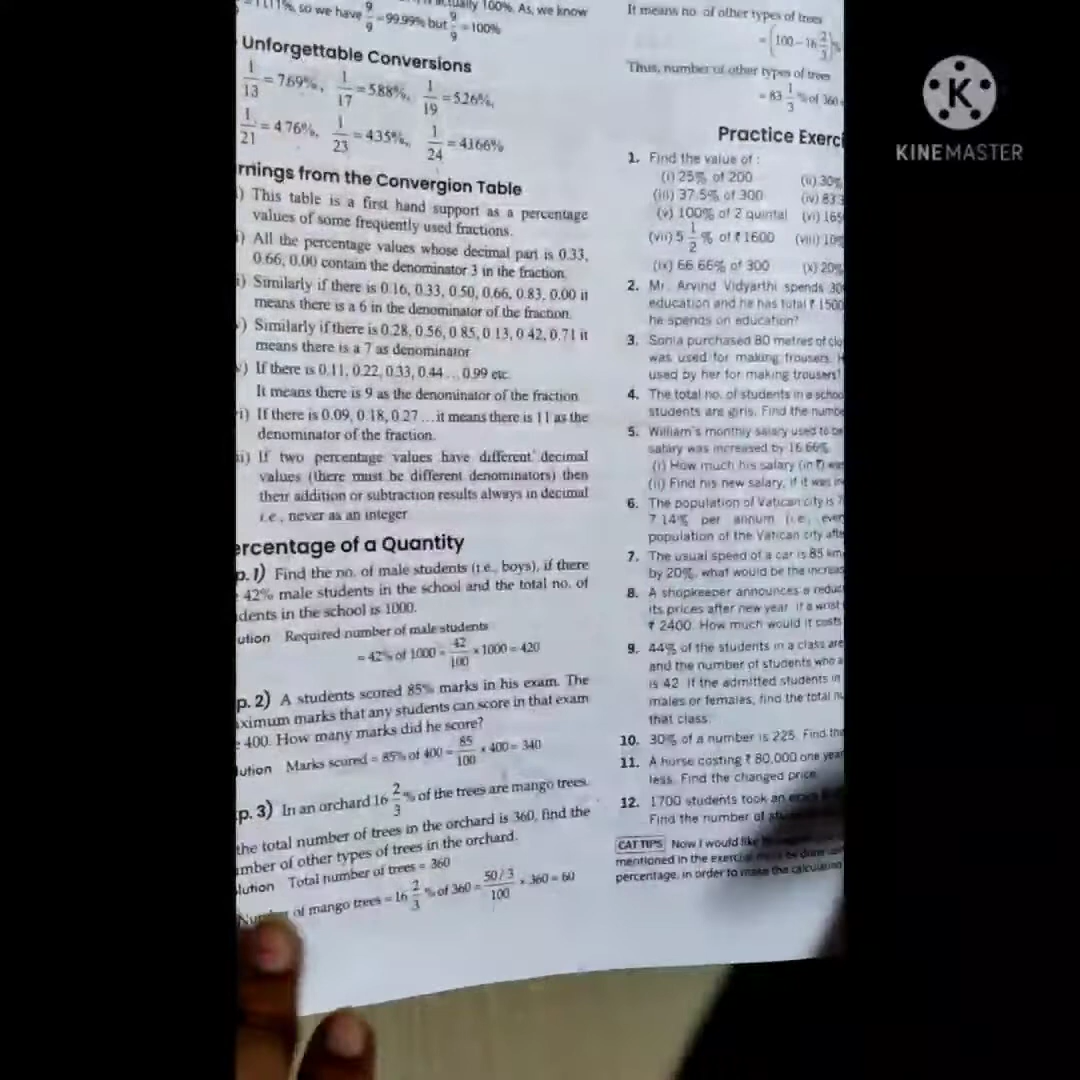 =11.11%, so we have 9/9 =99.99% but 9/9 =100%
actually 100%. As, we know
Unforgettable Conversions
1/13 = 7.69%, 1/17 = 5.88%, 1/19 = 5.26%,
1/21 = 4.76%, 1/23 = 4.35%, 1/24 = 4.166%
rnings from the Convergion Table
) This table is a first hand support as a percentage
values of some frequently used fractions.
i) All the percentage values whose decimal part is 0.33,
0.66, 0.00 contain the denominator 3 in the fraction.
i) Similarly if there is 0.16, 0.33, 0.50, 0.66, 0.83, 0.00 it
means there is a 6 in the denominator of the fraction.
) Similarly if there is 0.28, 0.56, 0.85, 0.13, 0.42, 0.71 it
means there is a 7 as denominator
v) If there is 0.11, 0.22, 0.33, 0.44 ... 0.99 etc.
It means there is 9 as the denominator of the fraction
i) If there is 0.09, 0.18, 0.27 ... it means there is 11 as the
denominator of the fraction.
ii) If two percentage values have different decimal
values (there must be different denominators) then
their addition or subtraction results always in decimal
i.e., never as an integer
ercentage of a Quantity
p. 1) Find the no. of male students (i.e., boys), if there
42% male students in the school and the total no. of
dents in the school is 1000.
ution Required number of male students
= 42% of 1000 = 42/100 × 1000 = 420
p. 2) A students scored 85% marks in his exam. The
ximum marks that any students can score in that exam
400. How many marks did he score?
lution Marks scored = 85% of 400 = 85/100 × 400 = 340
p. 3) In an orchard 16 2/3 % of the trees are mango trees.
the total number of trees in the orchard is 360, find the
mber of other types of trees in the orchard.
lution Total number of trees = 360
of mango trees = 16 2/3 % of 360 = 50/3/100 × 360 = 60
It means no. of other types of trees
= (100 – 16 2/3)%
Thus, number of other types of trees
= 83 1/3 % of 360
Practice Exerci
1. Find the value of :
(i) 25% of 200 (ii) 30%
(iii) 37.5% of 300 (iv) 83.3
(v) 100% of 2 quintal (vi) 165
(vii) 5 1/2 % of ₹ 1600 (viii) 10%
(ix) 66.66% of 300 (x) 20%
2. Mr. Arvind Vidyarthi spends 30
education and he has total ₹ 1500
he spends on education?
3. Sonia purchased 80 metres of clo
was used for making trousers. H
used by her for making trousers?
4. The total no. of students in a schoo
students are girls. Find the numbe
5. William's monthly salary used to be
salary was increased by 16.66%
(i) How much his salary (in ₹) was
(ii) Find his new salary, if it was in
6. The population of Vatican city is 7
7.14% per annum (i.e., every
population of the Vatican city afte
7. The usual speed of a car is 85 km
by 20%, what would be the increas
8. A shopkeeper announces a reduct
its prices after new year. If a wrist
₹ 2400. How much would it costs
9. 44% of the students in a class are
and the number of students who a
is 42. If the admitted students in
males or females, find the total nu
that class.
10. 30% of a number is 225. Find the
11. A hurse costing ₹ 80,000 one year
less. Find the changed price.
12. 1700 students took an
Find the number of
CAT TIPS Now I would like
mentioned in the exercise must be done
percentage, in order to make the calculation
K
KINEMASTER